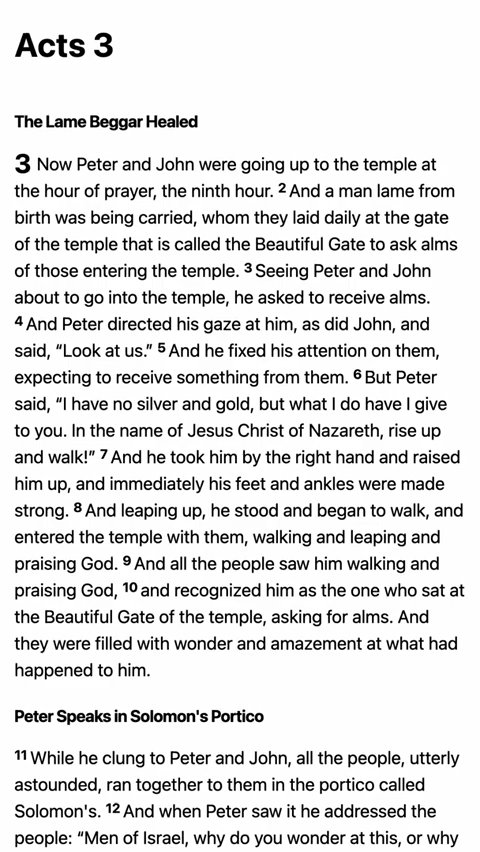 Acts 3
The Lame Beggar Healed
3 Now Peter and John were going up to the temple at
the hour of prayer, the ninth hour. 2 And a man lame from
birth was being carried, whom they laid daily at the gate
of the temple that is called the Beautiful Gate to ask alms
of those entering the temple. 3 Seeing Peter and John
about to go into the temple, he asked to receive alms.
4 And Peter directed his gaze at him, as did John, and
said, “Look at us.” 5 And he fixed his attention on them,
expecting to receive something from them. 6 But Peter
said, “I have no silver and gold, but what I do have I give
to you. In the name of Jesus Christ of Nazareth, rise up
and walk!” 7 And he took him by the right hand and raised
him up, and immediately his feet and ankles were made
strong. 8 And leaping up, he stood and began to walk, and
entered the temple with them, walking and leaping and
praising God. 9 And all the people saw him walking and
praising God, 10 and recognized him as the one who sat at
the Beautiful Gate of the temple, asking for alms. And
they were filled with wonder and amazement at what had
happened to him.
Peter Speaks in Solomon's Portico
11 While he clung to Peter and John, all the people, utterly
astounded, ran together to them in the portico called
Solomon's. 12 And when Peter saw it he addressed the
people: “Men of Israel, why do you wonder at this, or why